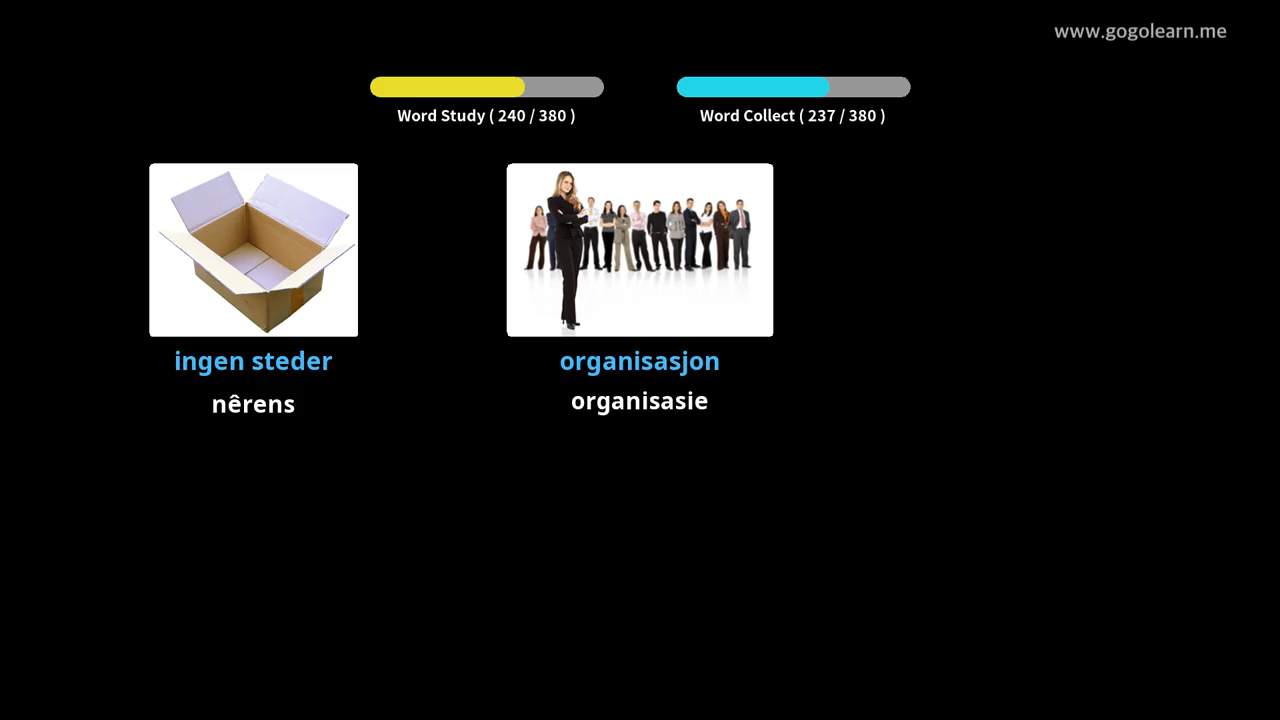 www.gogolearn.me
Word Study ( 240 / 380 )
Word Collect ( 237 / 380 )
ingen steder
nêrens
organisasjon
organisasie